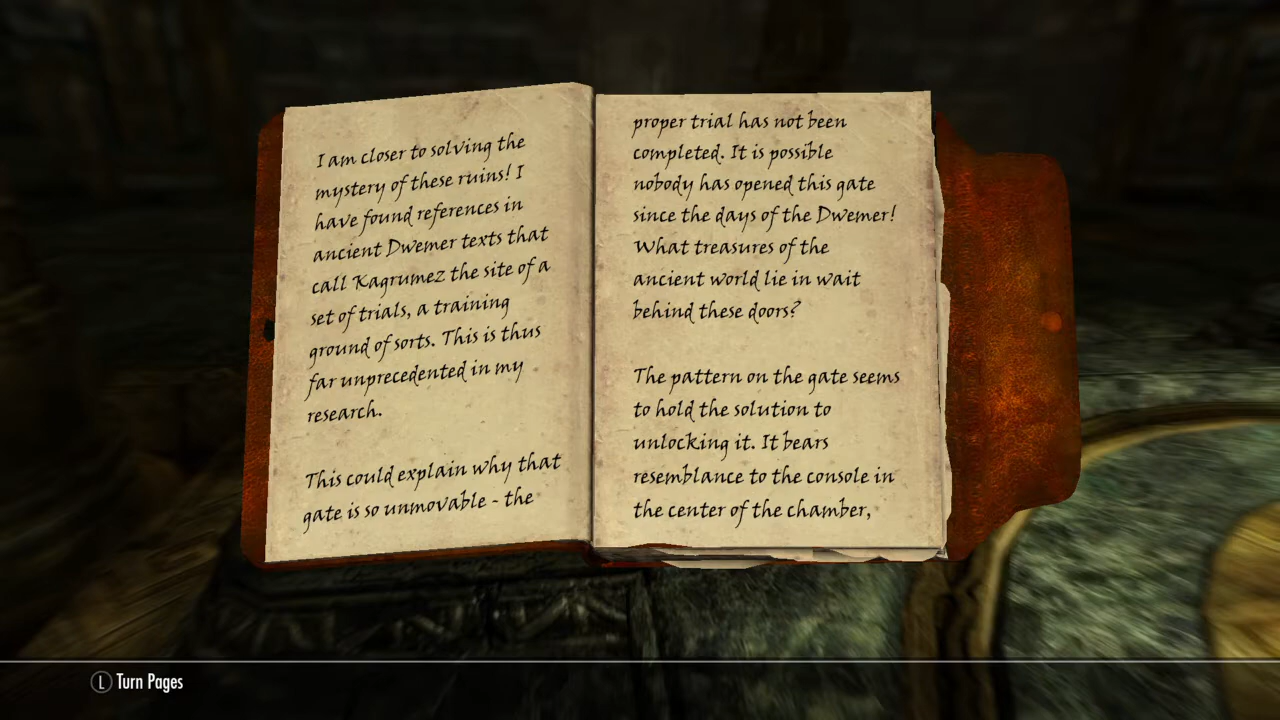 I am closer to solving the
mystery of these ruins! I
have found references in
ancient Dwemer texts that
call Kagrumez the site of a
set of trials, a training
ground of sorts. This is thus
far unprecedented in my
research.
This could explain why that
gate is so unmovable - the
proper trial has not been
completed. It is possible
nobody has opened this gate
since the days of the Dwemer!
What treasures of the
ancient world lie in wait
behind these doors?
The pattern on the gate seems
to hold the solution to
unlocking it. It bears
resemblance to the console in
the center of the chamber,
L Turn Pages